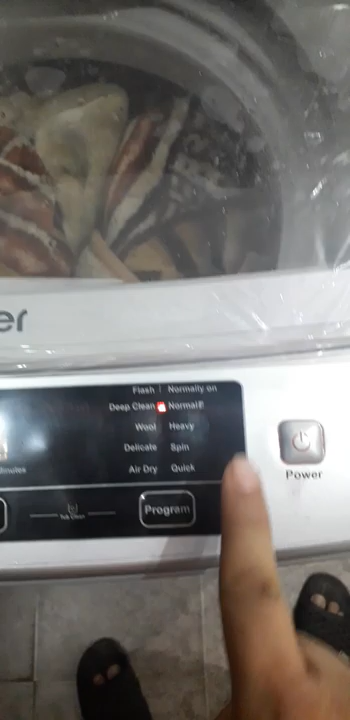 er
Flash Normally on
Deep Clean Normal
Wool Heavy
Delicate Spin
Air Dry Quick
Minutes
Tub Clean
Program
Power